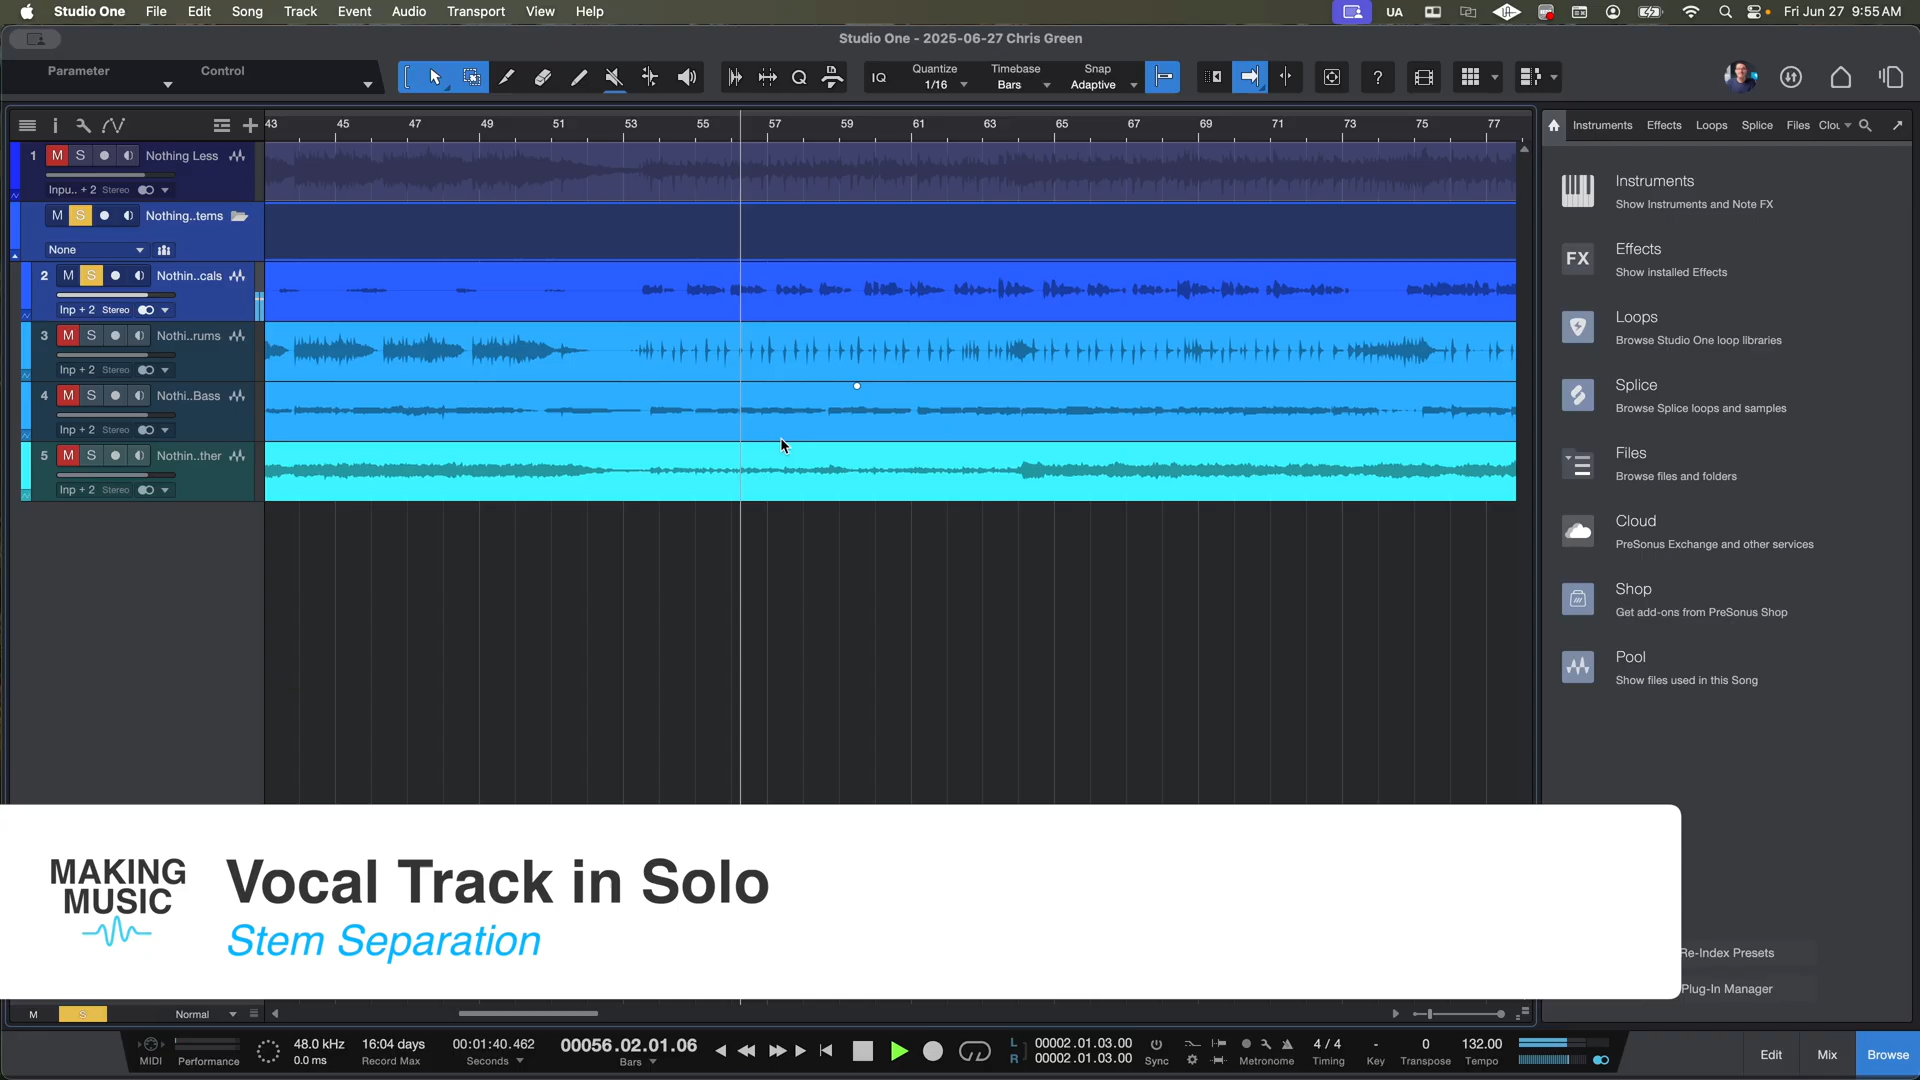 Studio One File Edit Song Track Event Audio Transport View Help UA Fri Jun 27 9:55 AM
Studio One - 2025-06-27 Chris Green
Parameter Control
IQ Quantize 1/16 Timebase Bars Snap Adaptive ?
43 45 47 49 51 53 55 57 59 61 63 65 67 69 71 73 75 77
Instruments Effects Loops Splice Files Clou
1 M S Nothing Less
Inpu.. + 2 Stereo
M S Nothing..tems
None
2 M S Nothin..cals
Inp + 2 Stereo
3 M S Nothi..rums
Inp + 2 Stereo
4 M S Nothi..Bass
Inp + 2 Stereo
5 M S Nothin..ther
Inp + 2 Stereo
Instruments
Show Instruments and Note FX
FX
Effects
Show installed Effects
Loops
Browse Studio One loop libraries
Splice
Browse Splice loops and samples
Files
Browse files and folders
Cloud
PreSonus Exchange and other services
Shop
Get add-ons from PreSonus Shop
Pool
Show files used in this Song
MAKING
MUSIC
Vocal Track in Solo
Stem Separation
Re-Index Presets
Plug-In Manager
M S Normal
MIDI
Performance
48.0 kHz
0.0 ms
16:04 days
Record Max
00:01:40.462
Seconds
00056.02.01.06
Bars
L 00002.01.03.00
R 00002.01.03.00
Sync
Metronome
4 / 4
Timing
-
Key
0
Transpose
132.00
Tempo
Edit Mix Browse